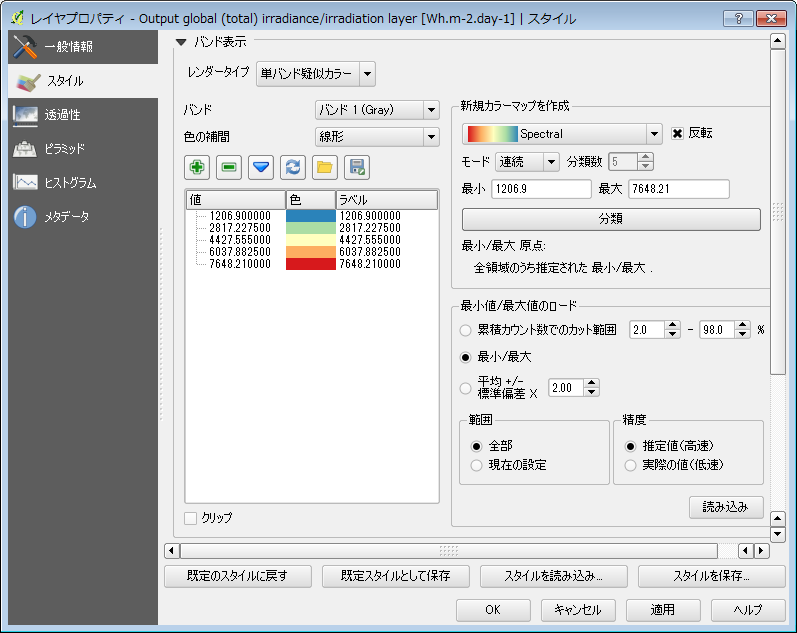 レイヤプロパティ - Output global (total) irradiance/irradiation layer [Wh.m-2.day-1] | スタイル
一般情報
スタイル
透過性
ピラミッド
ヒストグラム
メタデータ
バンド表示
レンダータイプ 単バンド疑似カラー
バンド バンド 1 (Gray)
色の補間 線形
値 色 ラベル
1206.900000 1206.900000
2817.227500 2817.227500
4427.555000 4427.555000
6037.882500 6037.882500
7648.210000 7648.210000
クリップ
新規カラーマップを作成
Spectral 反転
モード 連続 分類数 5
最小 1206.9 最大 7648.21
分類
最小/最大 原点:
全領域のうち推定された 最小/最大 .
最小値/最大値のロード
累積カウント数でのカット範囲 2.0 - 98.0 %
最小/最大
平均 +/-
標準偏差 X 2.00
範囲
全部
現在の設定
精度
推定値(高速)
実際の値(低速)
読み込み
既定のスタイルに戻す 既定スタイルとして保存 スタイルを読み込み... スタイルを保存...
OK キャンセル 適用 ヘルプ